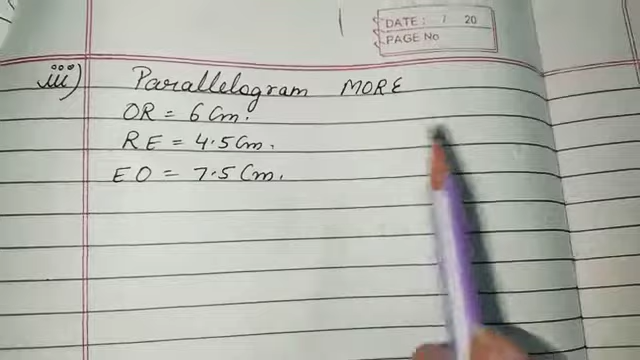 DATE: / 20
PAGE No
iii) Parallelogram MORE
OR = 6 Cm.
RE = 4.5 Cm.
EO = 7.5 Cm.